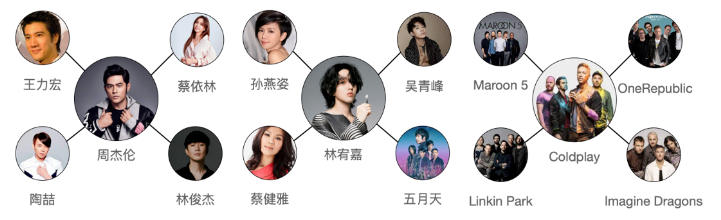 MAROON 5
王力宏
蔡依林
孙燕姿
吴青峰
Maroon 5
OneRepublic
周杰伦
林宥嘉
Coldplay
陶喆
林俊杰
蔡健雅
五月天
Linkin Park
Imagine Dragons